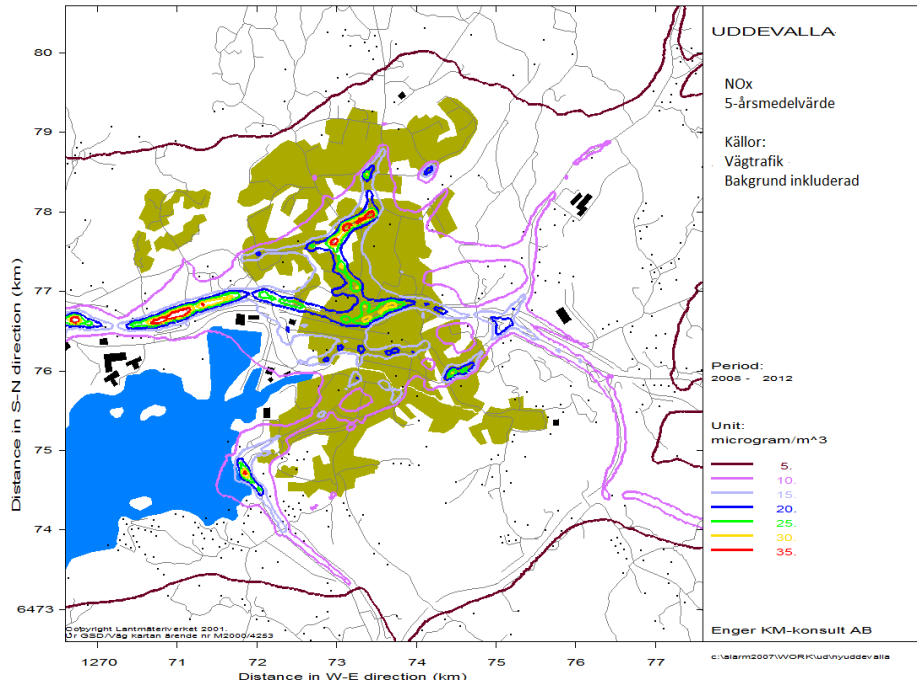 UDDEVALLA
NOx
5-årsmedelvärde
Källor:
Vägtrafik
Bakgrund inkluderad
Period:
2008 - 2012
Unit:
microgram/m^3
5.
10.
15.
20.
25.
30.
35.
Enger KM-konsult AB
c:\alarm2007\WORK\ud\nyuddevalla
Distance in S-N direction (km)
80
79
78
77
76
75
74
6473
Copyright Lantmäteriverket 2001.
Ur GSD/Väg kartan ärende nr M2000/4253
1270 71 72 73 74 75 76 77
Distance in W-E direction (km)